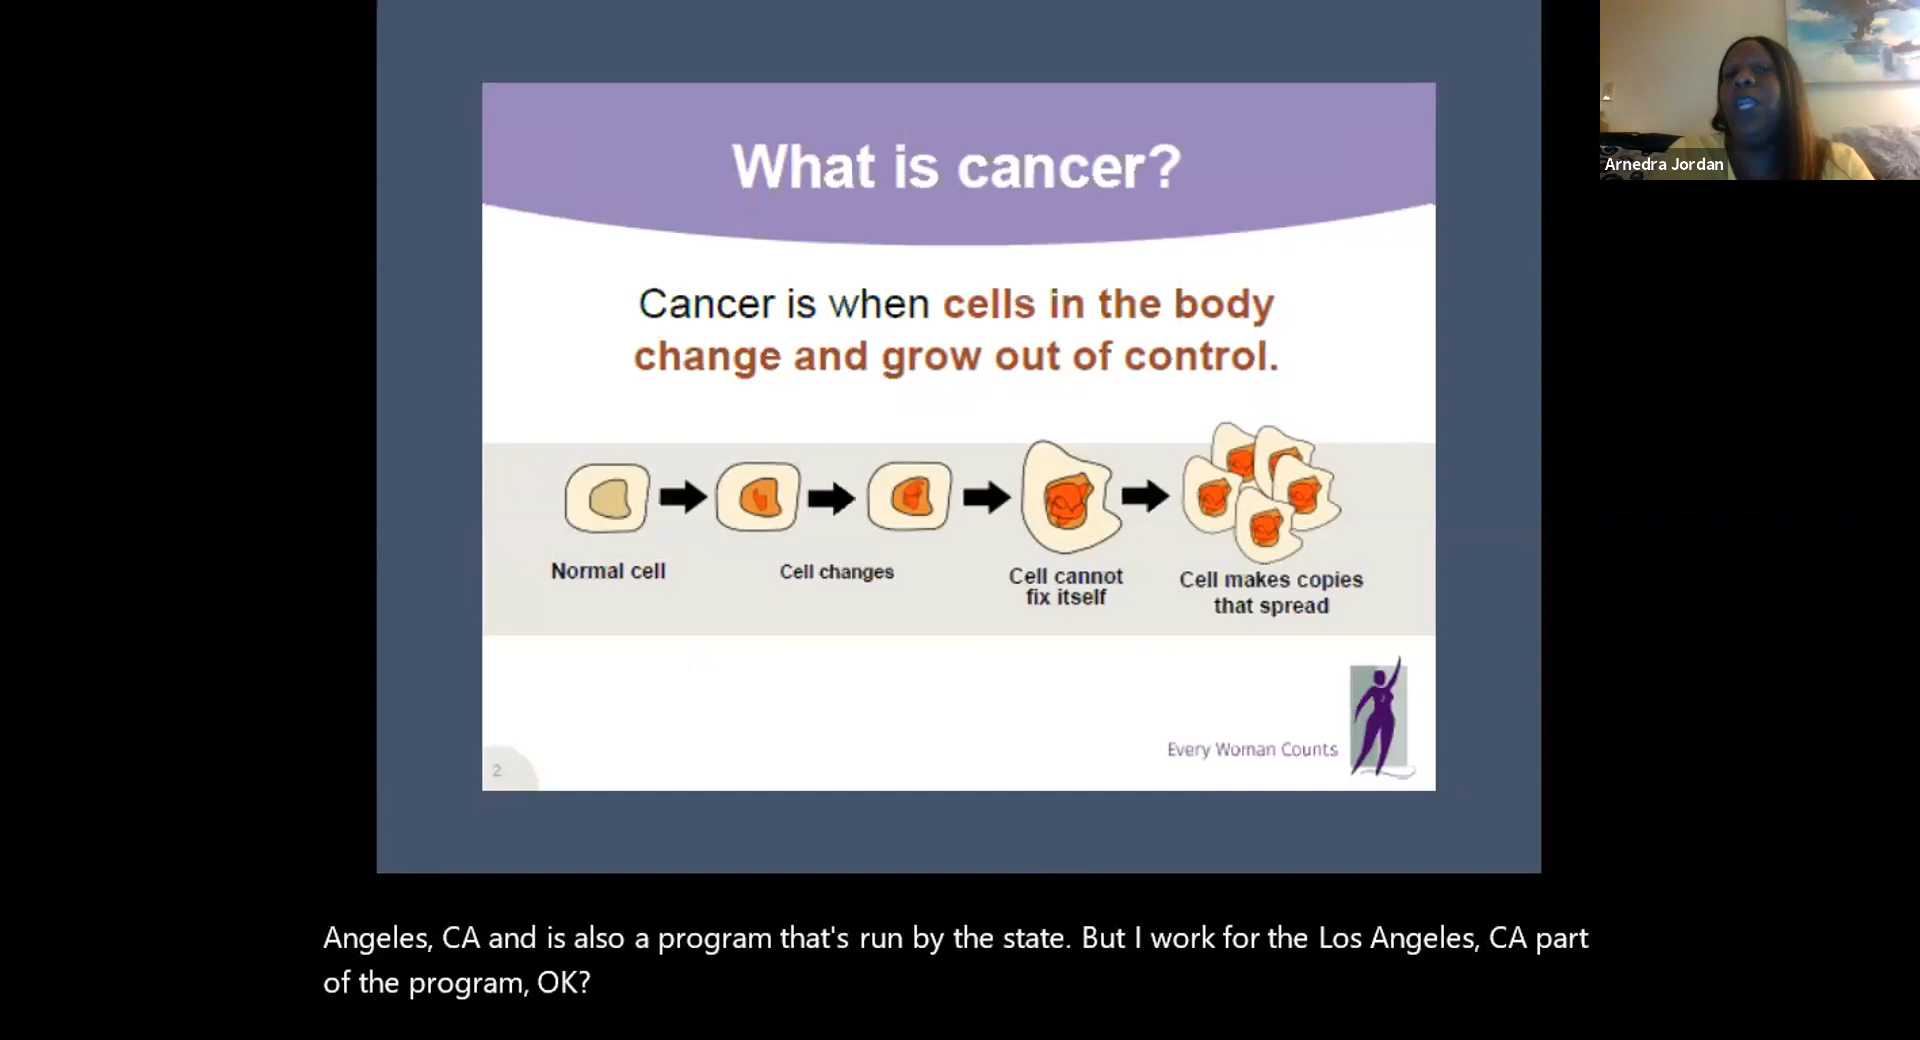 What is cancer?
Cancer is when cells in the body
change and grow out of control.
Normal cell
Cell changes
Cell cannot
fix itself
Cell makes copies
that spread
Every Woman Counts
2
Arnedra Jordan
Angeles, CA and is also a program that's run by the state. But I work for the Los Angeles, CA part
of the program, OK?